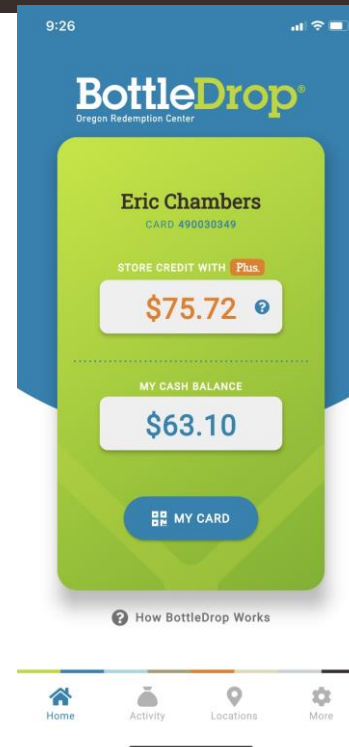 9:26
BottleDrop®
Oregon Redemption Center
Eric Chambers
CARD 490030349
STORE CREDIT WITH Plus.
$75.72 ?
MY CASH BALANCE
$63.10
MY CARD
? How BottleDrop Works
Home Activity Locations More